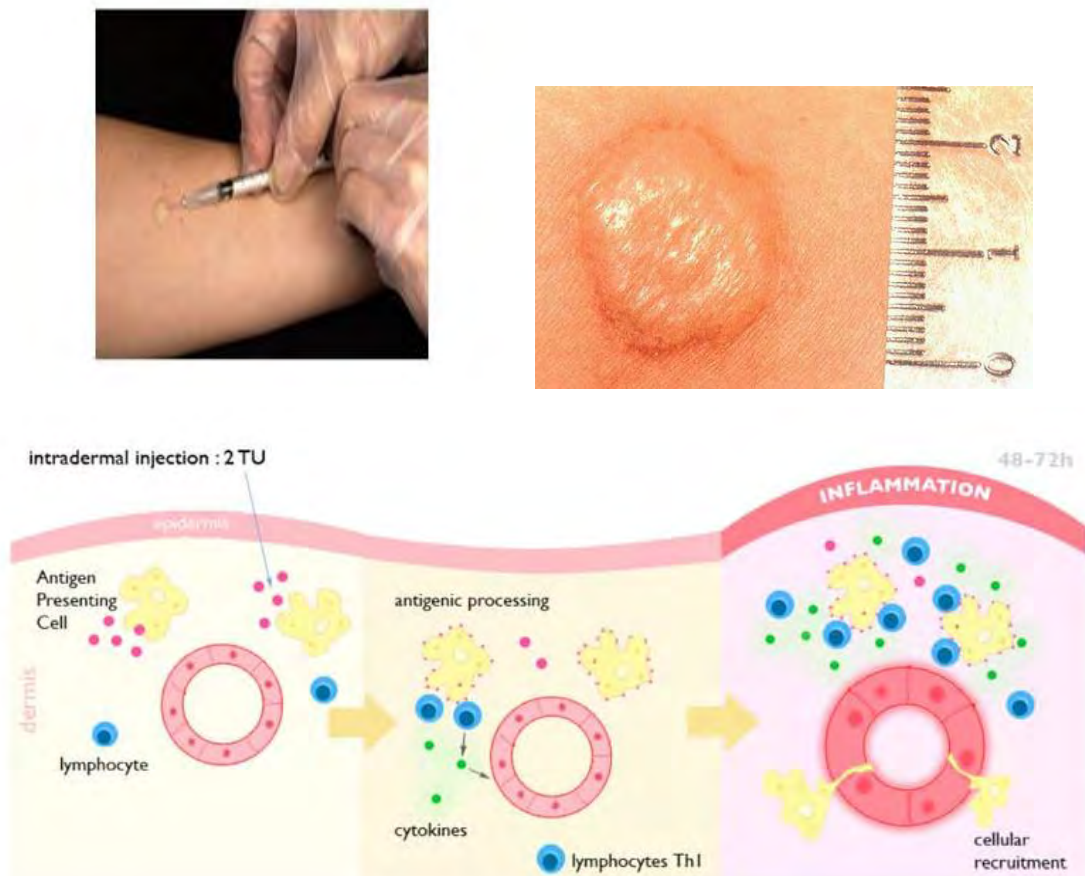 2
1
0
intradermal injection : 2 TU
48-72h
INFLAMMATION
epidermis
Antigen
Presenting
Cell
antigenic processing
dermis
lymphocyte
cytokines
lymphocytes Th1
cellular
recruitment